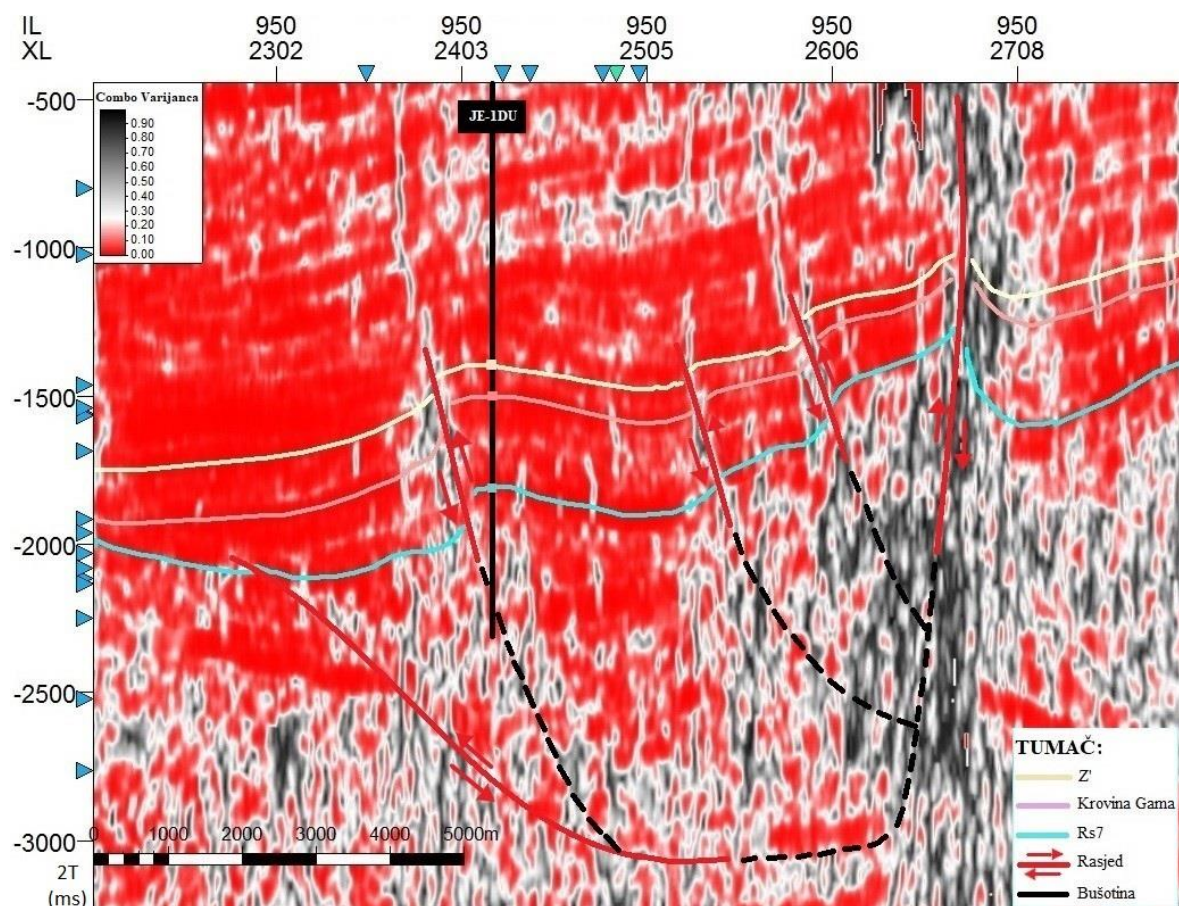 IL 950 950 950 950 950
XL 2302 2403 2505 2606 2708
Combo Varijanca
0.90
0.80
0.70
0.60
0.50
0.40
0.30
0.20
0.10
0.00
JE-1DU
-500
-1000
-1500
-2000
-2500
-3000
0 1000 2000 3000 4000 5000m
2T
(ms)
TUMAČ:
Z'
Krovina Gama
Rs7
Rasjed
Bušotina